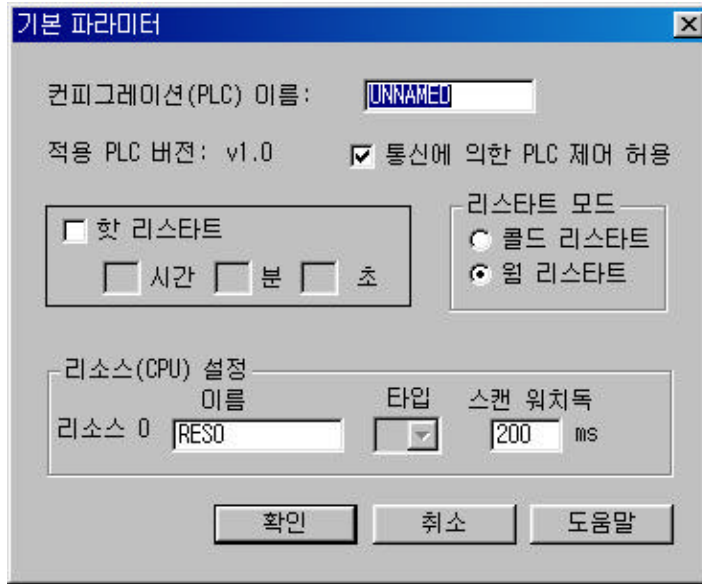 기본 파라미터
컨피그레이션(PLC) 이름: UNNAMED
적용 PLC 버전: v1.0 통신에 의한 PLC 제어 허용
핫 리스타트
시간 분 초
리스타트 모드
콜드 리스타트
웜 리스타트
리소스(CPU) 설정
이름 타입 스캔 워치독
리소스 0 RES0 200 ms
확인 취소 도움말